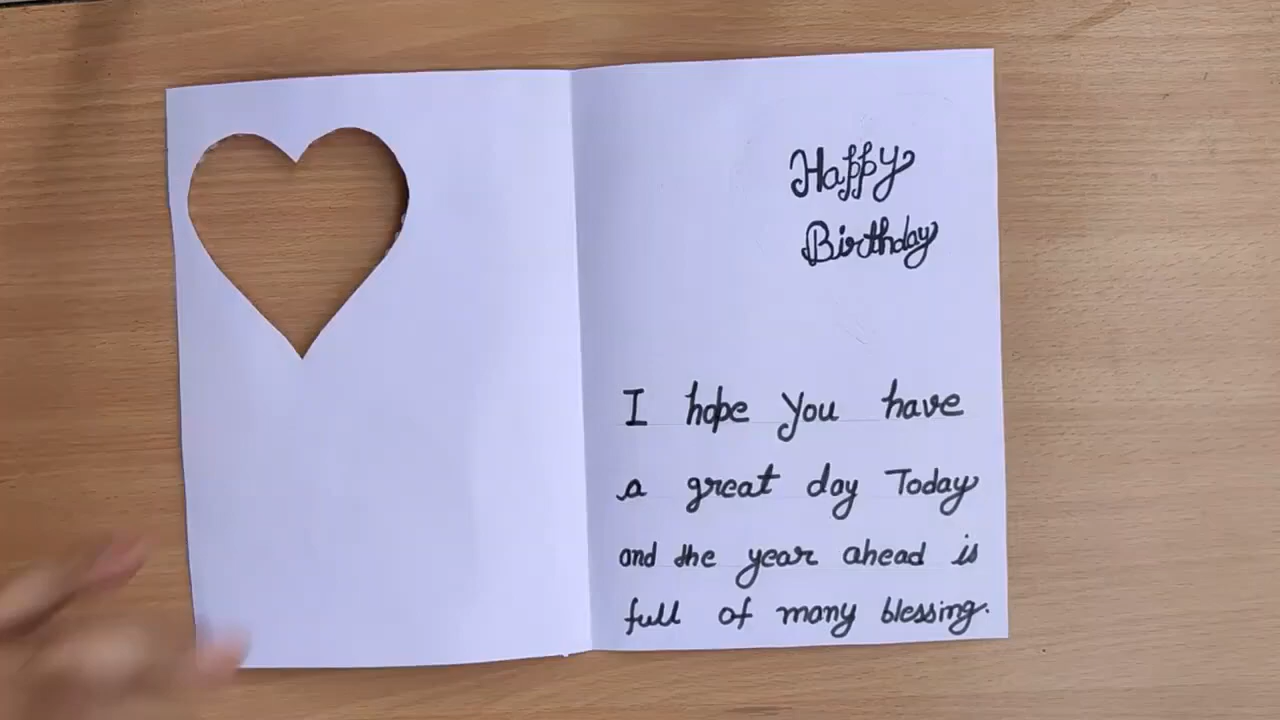 Happy
Birthday
I hope You have
a great day Today
and the year ahead is
full of many blessing.